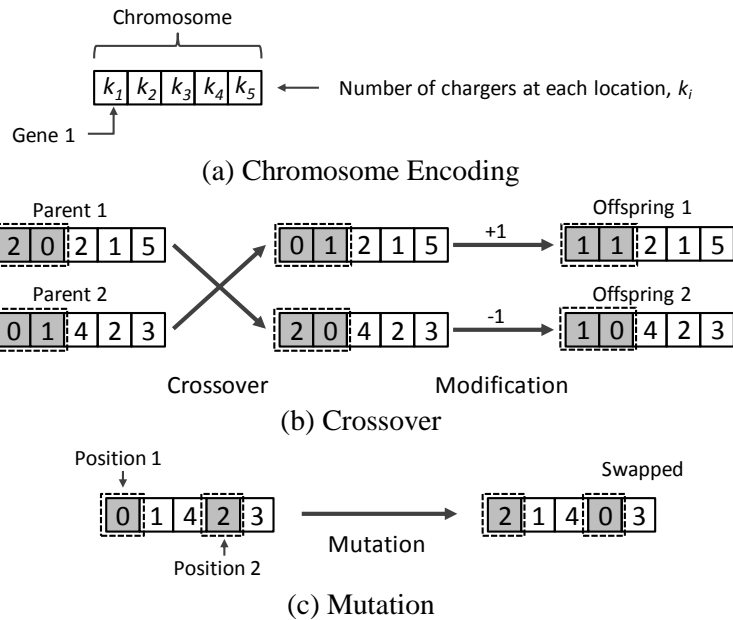 Chromosome
k1 k2 k3 k4 k5
Number of chargers at each location, ki
Gene 1
(a) Chromosome Encoding
Parent 1
Offspring 1
2 0 2 1 5
0 1 2 1 5
+1
1 1 2 1 5
Parent 2
Offspring 2
0 1 4 2 3
2 0 4 2 3
-1
1 0 4 2 3
Crossover
Modification
(b) Crossover
Position 1
Swapped
0 1 4 2 3
2 1 4 0 3
Mutation
Position 2
(c) Mutation